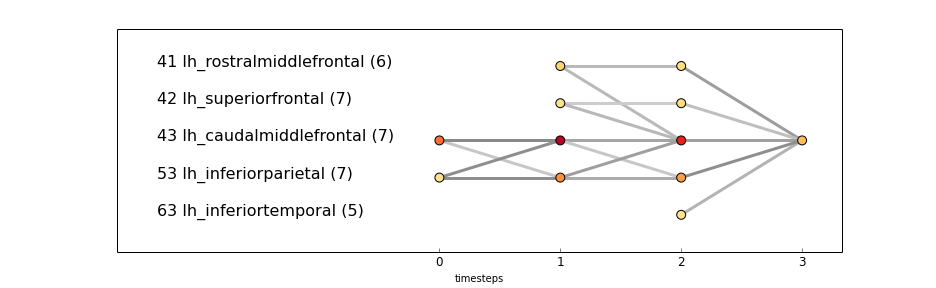 41 lh_rostralmiddlefrontal (6)
42 lh_superiorfrontal (7)
43 lh_caudalmiddlefrontal (7)
53 lh_inferiorparietal (7)
63 lh_inferiortemporal (5)
0 1 2 3
timesteps